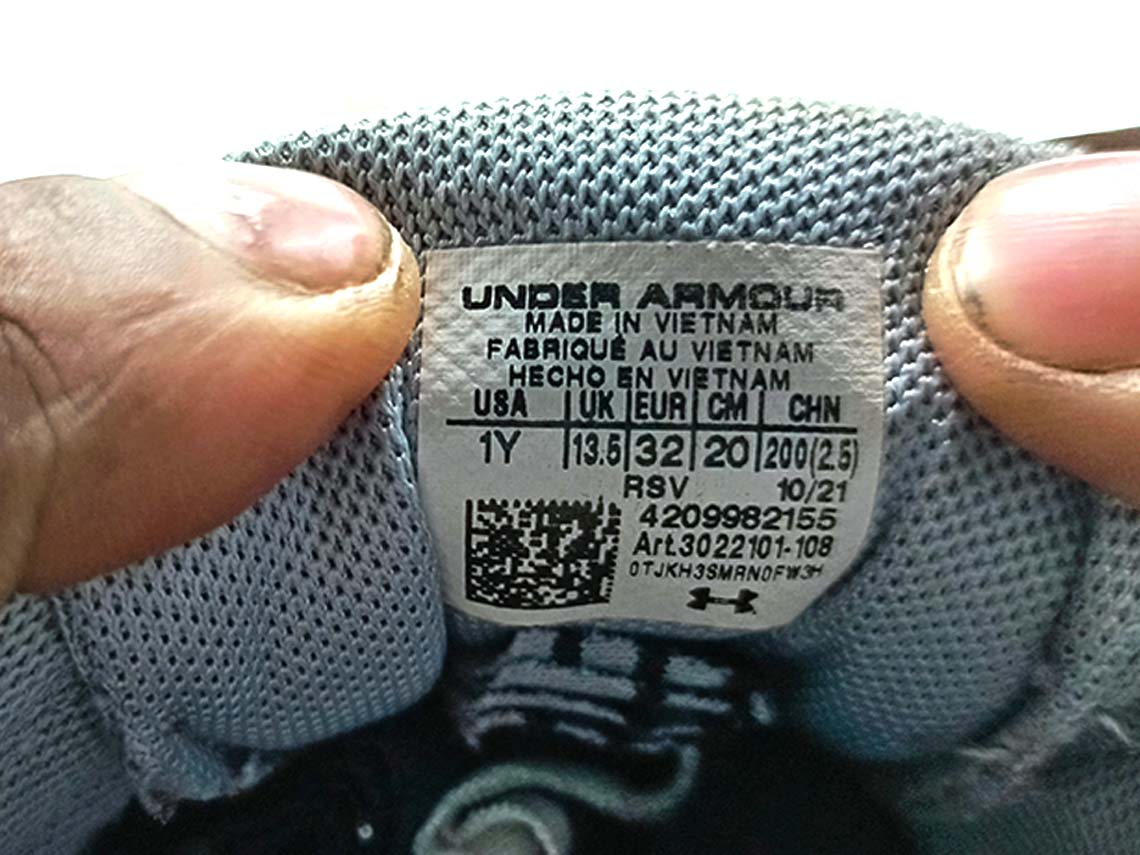 UNDER ARMOUR
MADE IN VIETNAM
FABRIQUÉ AU VIETNAM
HECHO EN VIETNAM
USA UK EUR CM CHN
1Y 13.5 32 20 200(2.5)
RSV 10/21
4209982155
Art.3022101-108
0TJKH3SMRN0FW3H